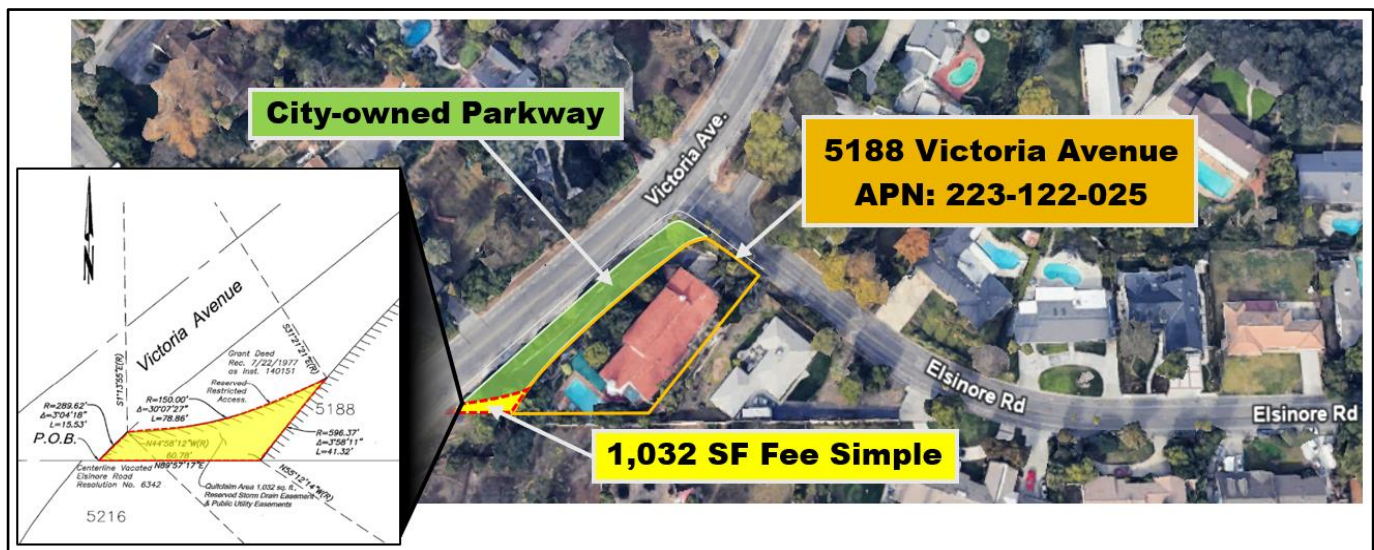 City-owned Parkway
Victoria Ave.
5188 Victoria Avenue
APN: 223-122-025
N
Victoria Avenue
S1°13'55"E(R)
S31°21'21"E(R)
Grant Deed
Rec. 7/22/1977
as Inst. 140151
Reserved
Restricted
Access.
R=289.62'
Δ=3°04'18"
L=15.53'
R=150.00'
Δ=30°07'27"
L=78.86'
5188
R=596.37'
Δ=3°58'11"
L=41.32'
P.O.B.
N44°58'12"W(R)
60.78'
N89°57'17"E
Centerline Vacated
Elsinore Road
Resolution No. 6342
N55°12'14"W(R)
Quitclaim Area 1,032 sq. ft.,
Reserved Storm Drain Easement
& Public Utility Easements
5216
1,032 SF Fee Simple
Elsinore Rd
Elsinore Rd